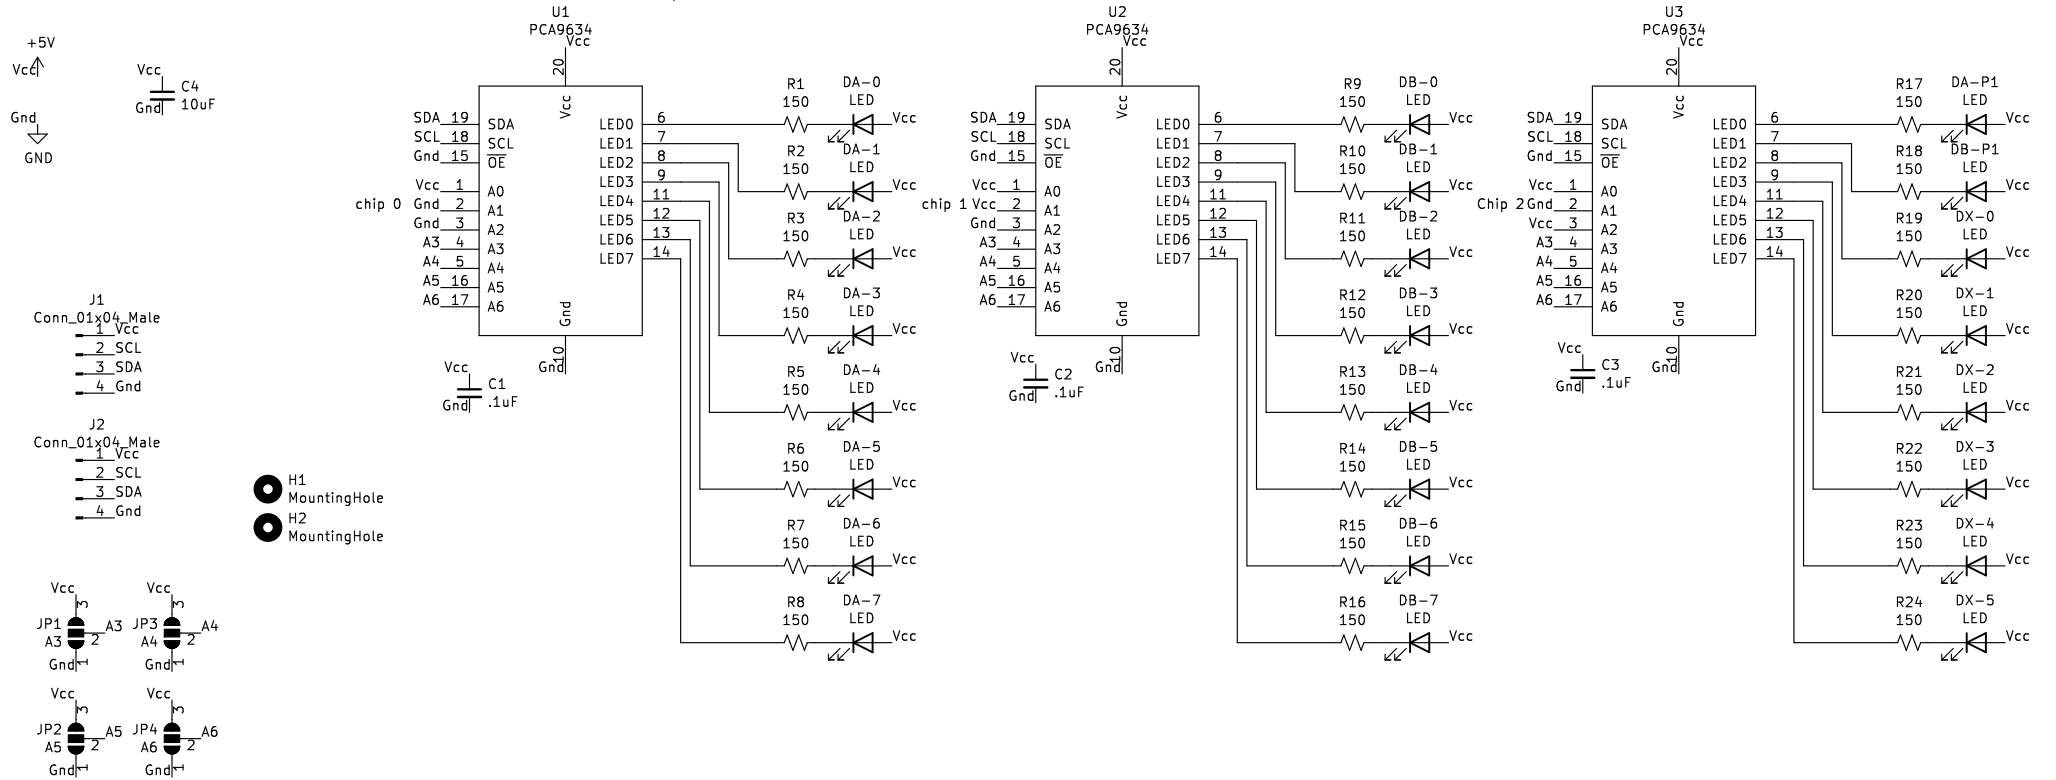 +5V
Vcc
Gnd
GND
Vcc
C4
10uF
Gnd
J1
Conn_01x04_Male
1 Vcc
2 SCL
3 SDA
4 Gnd
J2
Conn_01x04_Male
1 Vcc
2 SCL
3 SDA
4 Gnd
H1
MountingHole
H2
MountingHole
Vcc
3
JP1
A3
A3
2
Gnd
1
Vcc
3
JP3
A4
A4
2
Gnd
1
Vcc
3
JP2
A5
A5
2
Gnd
1
Vcc
3
JP4
A6
A6
2
Gnd
1
U1
PCA9634
Vcc
20
Vcc
chip 0
SDA 19 SDA
SCL 18 SCL
Gnd 15 OE
Vcc 1 A0
Gnd 2 A1
Gnd 3 A2
A3 4 A3
A4 5 A4
A5 16 A5
A6 17 A6
LED0 6
LED1 7
LED2 8
LED3 9
LED4 11
LED5 12
LED6 13
LED7 14
Gnd
10
Gnd
Vcc
C1
.1uF
Gnd
R1 DA-0
150 LED
Vcc
R2 DA-1
150 LED
Vcc
R3 DA-2
150 LED
Vcc
R4 DA-3
150 LED
Vcc
R5 DA-4
150 LED
Vcc
R6 DA-5
150 LED
Vcc
R7 DA-6
150 LED
Vcc
R8 DA-7
150 LED
Vcc
U2
PCA9634
Vcc
20
Vcc
chip 1
SDA 19 SDA
SCL 18 SCL
Gnd 15 OE
Vcc 1 A0
Vcc 2 A1
Gnd 3 A2
A3 4 A3
A4 5 A4
A5 16 A5
A6 17 A6
LED0 6
LED1 7
LED2 8
LED3 9
LED4 11
LED5 12
LED6 13
LED7 14
Gnd
10
Gnd
Vcc
C2
.1uF
Gnd
R9 DB-0
150 LED
Vcc
R10 DB-1
150 LED
Vcc
R11 DB-2
150 LED
Vcc
R12 DB-3
150 LED
Vcc
R13 DB-4
150 LED
Vcc
R14 DB-5
150 LED
Vcc
R15 DB-6
150 LED
Vcc
R16 DB-7
150 LED
Vcc
U3
PCA9634
Vcc
20
Vcc
Chip 2
SDA 19 SDA
SCL 18 SCL
Gnd 15 OE
Vcc 1 A0
Gnd 2 A1
Vcc 3 A2
A3 4 A3
A4 5 A4
A5 16 A5
A6 17 A6
LED0 6
LED1 7
LED2 8
LED3 9
LED4 11
LED5 12
LED6 13
LED7 14
Gnd
10
Gnd
Vcc
C3
.1uF
Gnd
R17 DA-P1
150 LED
Vcc
R18 DB-P1
150 LED
Vcc
R19 DX-0
150 LED
Vcc
R20 DX-1
150 LED
Vcc
R21 DX-2
150 LED
Vcc
R22 DX-3
150 LED
Vcc
R23 DX-4
150 LED
Vcc
R24 DX-5
150 LED
Vcc